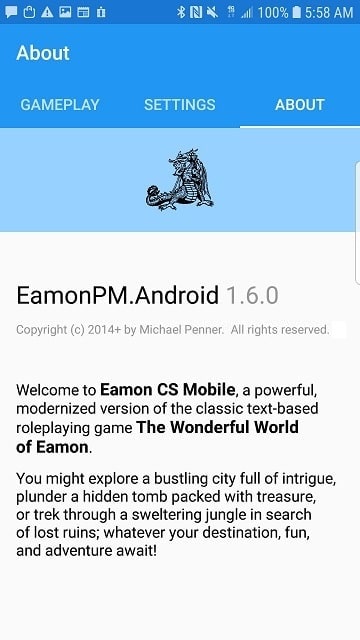 100% 5:58 AM
About
GAMEPLAY SETTINGS ABOUT
EamonPM.Android 1.6.0
Copyright (c) 2014+ by Michael Penner. All rights reserved.
Welcome to Eamon CS Mobile, a powerful,
modernized version of the classic text-based
roleplaying game The Wonderful World
of Eamon.
You might explore a bustling city full of intrigue,
plunder a hidden tomb packed with treasure,
or trek through a sweltering jungle in search
of lost ruins; whatever your destination, fun,
and adventure await!